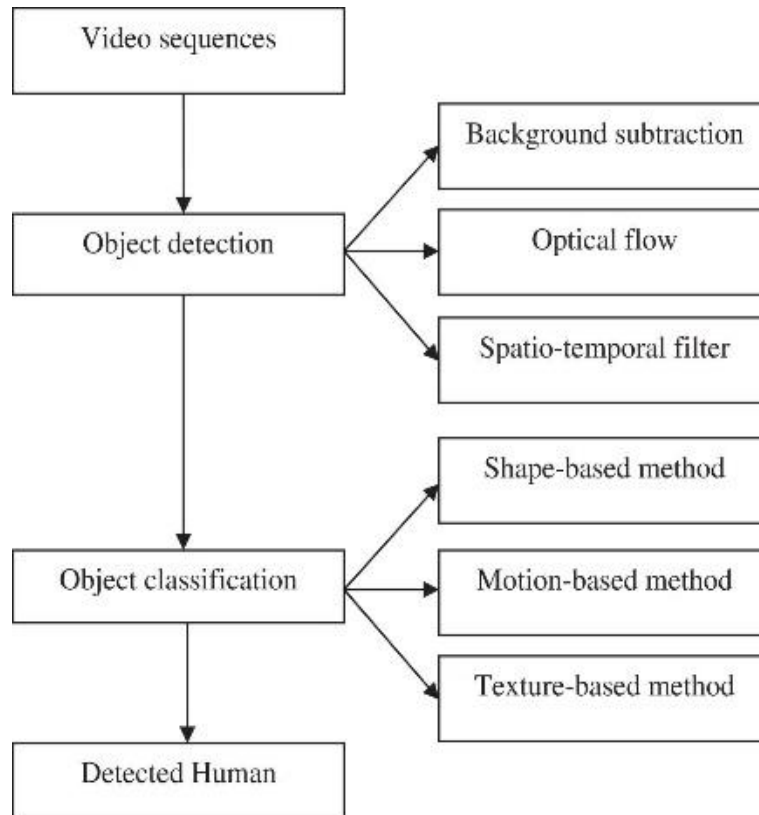 Video sequences
Background subtraction
Object detection
Optical flow
Spatio-temporal filter
Shape-based method
Object classification
Motion-based method
Texture-based method
Detected Human